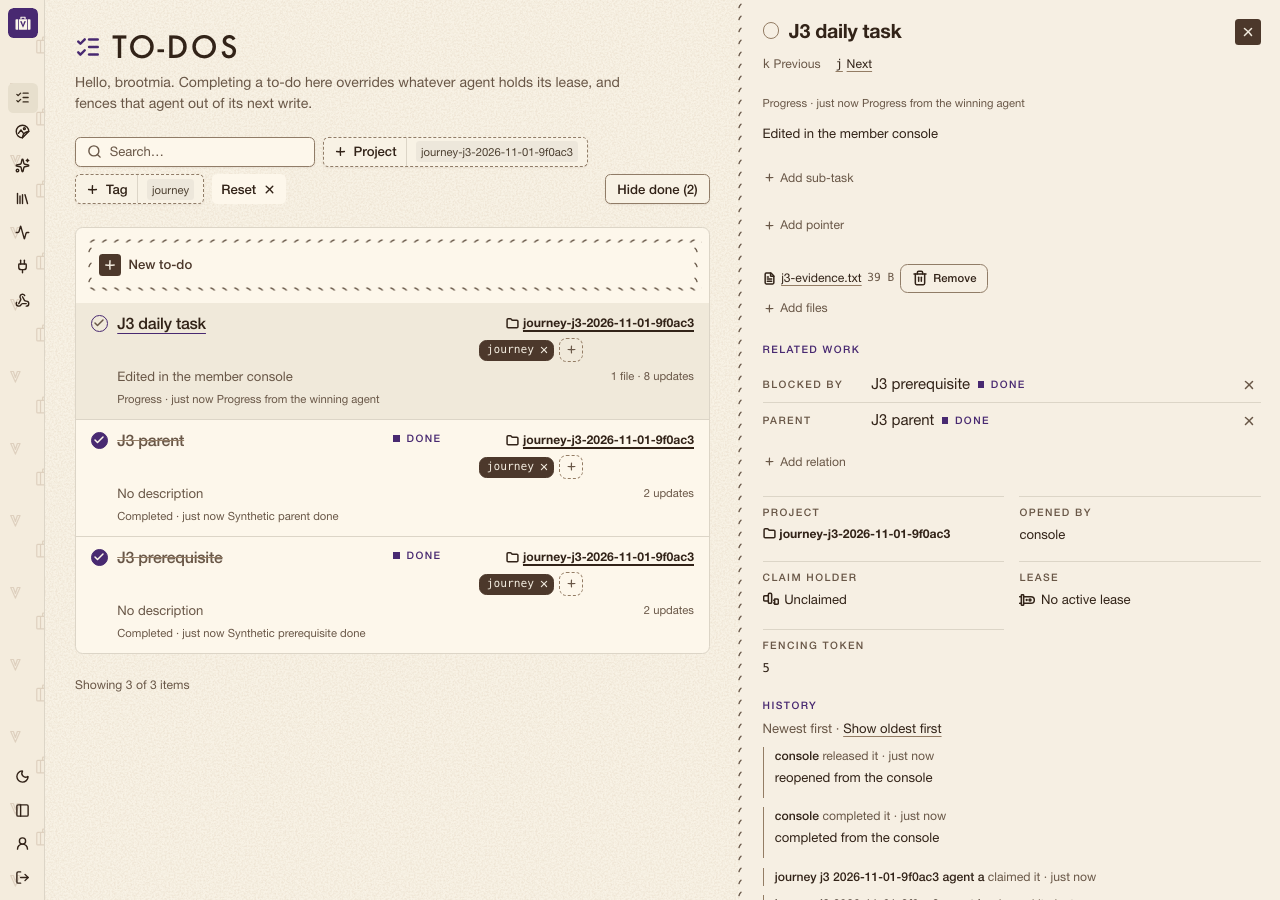 TO-DOS
Hello, brootmia. Completing a to-do here overrides whatever agent holds its lease, and
fences that agent out of its next write.
Search…
Project journey-j3-2026-11-01-9f0ac3
Tag journey Reset
Hide done (2)
New to-do
J3 daily task journey-j3-2026-11-01-9f0ac3
journey
Edited in the member console 1 file · 8 updates
Progress · just now Progress from the winning agent
J3 parent DONE journey-j3-2026-11-01-9f0ac3
journey
No description 2 updates
Completed · just now Synthetic parent done
J3 prerequisite DONE journey-j3-2026-11-01-9f0ac3
journey
No description 2 updates
Completed · just now Synthetic prerequisite done
Showing 3 of 3 items
J3 daily task
k Previous j Next
Progress · just now Progress from the winning agent
Edited in the member console
Add sub-task
Add pointer
j3-evidence.txt 39 B Remove
Add files
RELATED WORK
BLOCKED BY J3 prerequisite DONE
PARENT J3 parent DONE
Add relation
PROJECT
journey-j3-2026-11-01-9f0ac3
OPENED BY
console
CLAIM HOLDER
Unclaimed
LEASE
No active lease
FENCING TOKEN
5
HISTORY
Newest first · Show oldest first
console released it · just now
reopened from the console
console completed it · just now
completed from the console
journey j3 2026-11-01-9f0ac3 agent a claimed it · just now